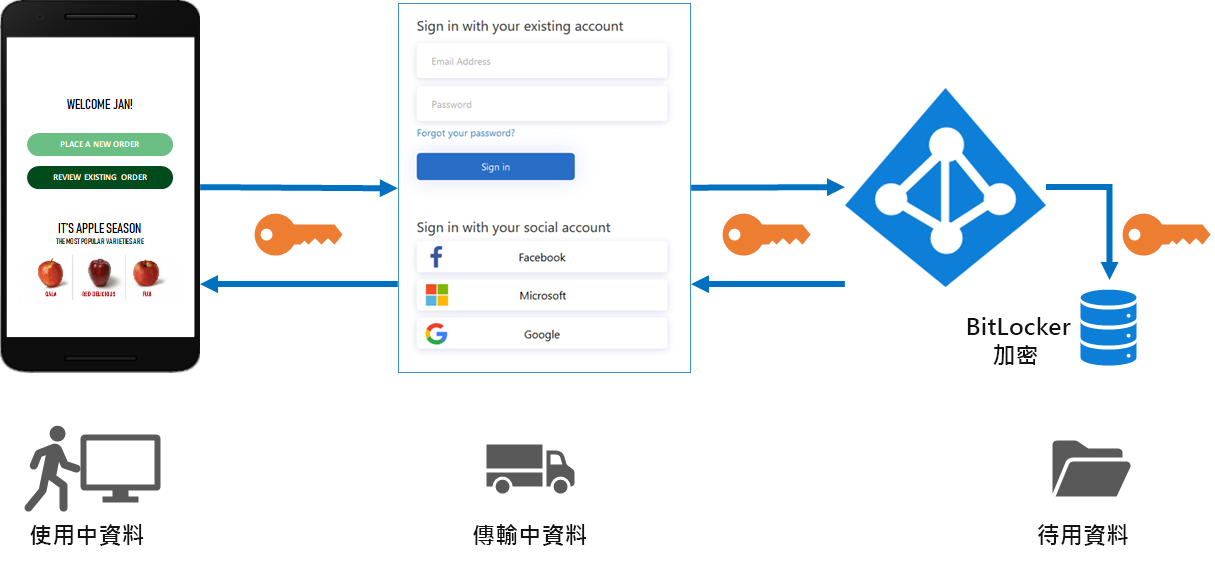 WELCOME JAN!
PLACE A NEW ORDER
REVIEW EXISTING ORDER
IT'S APPLE SEASON
THE MOST POPULAR VARIETIES ARE
GALA
RED DELICIOUS
FUJI
Sign in with your existing account
Email Address
Password
Forgot your password?
Sign in
Sign in with your social account
Facebook
Microsoft
Google
BitLocker
加密
使用中資料
傳輸中資料
待用資料